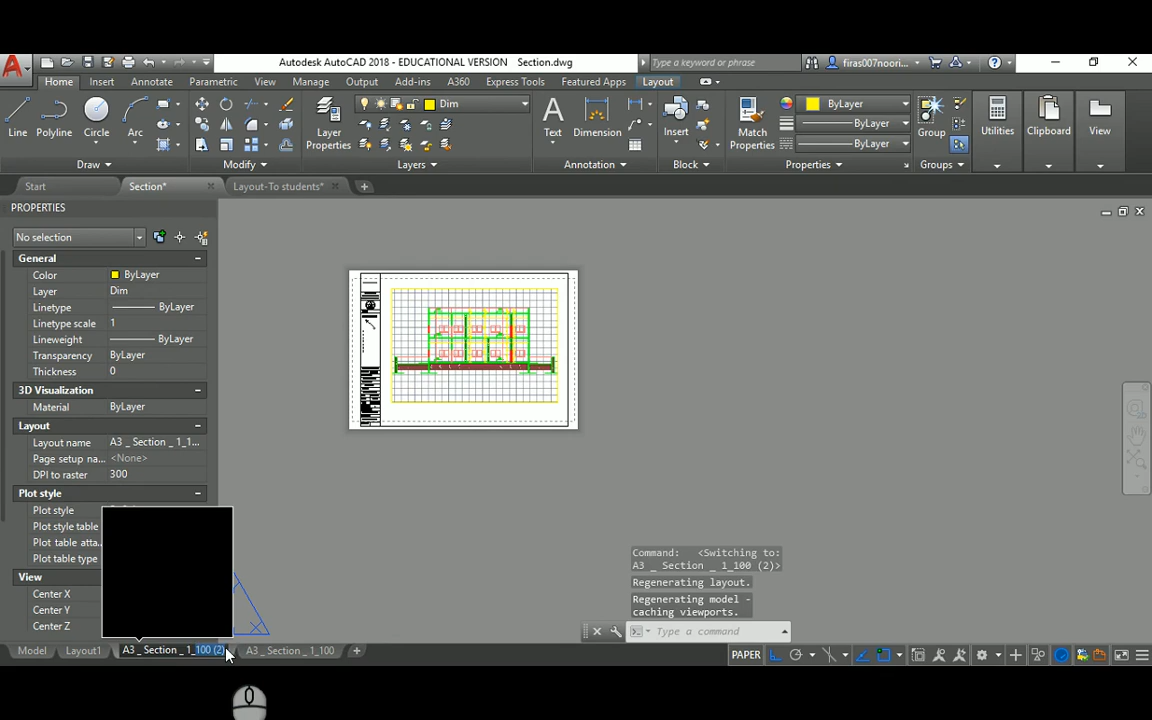 Autodesk AutoCAD 2018 - EDUCATIONAL VERSION Section.dwg
Type a keyword or phrase
firas007noori...
Home Insert Annotate Parametric View Manage Output Add-ins A360 Express Tools Featured Apps Layout
Line Polyline Circle Arc
Draw
Modify
Layer Properties
Dim
Layers
Text Dimension
Annotation
Insert
Block
Match Properties
ByLayer
ByLayer
ByLayer
Properties
Group
Groups
Utilities
Clipboard
View
Start Section* Layout-To students*
PROPERTIES
No selection
General
Color ByLayer
Layer Dim
Linetype ByLayer
Linetype scale 1
Lineweight ByLayer
Transparency ByLayer
Thickness 0
3D Visualization
Material ByLayer
Layout
Layout name A3 _ Section _ 1_1...
Page setup na... <None>
DPI to raster 300
Plot style
Plot style
Plot style table
Plot table atta...
Plot table type
View
Center X
Center Y
Center Z
Command: <Switching to:
A3 _ Section _ 1_100 (2)>
Regenerating layout.
Regenerating model -
caching viewports.
Type a command
Model Layout1 A3 _ Section _ 1_100 (2) A3 _ Section _ 1_100
PAPER